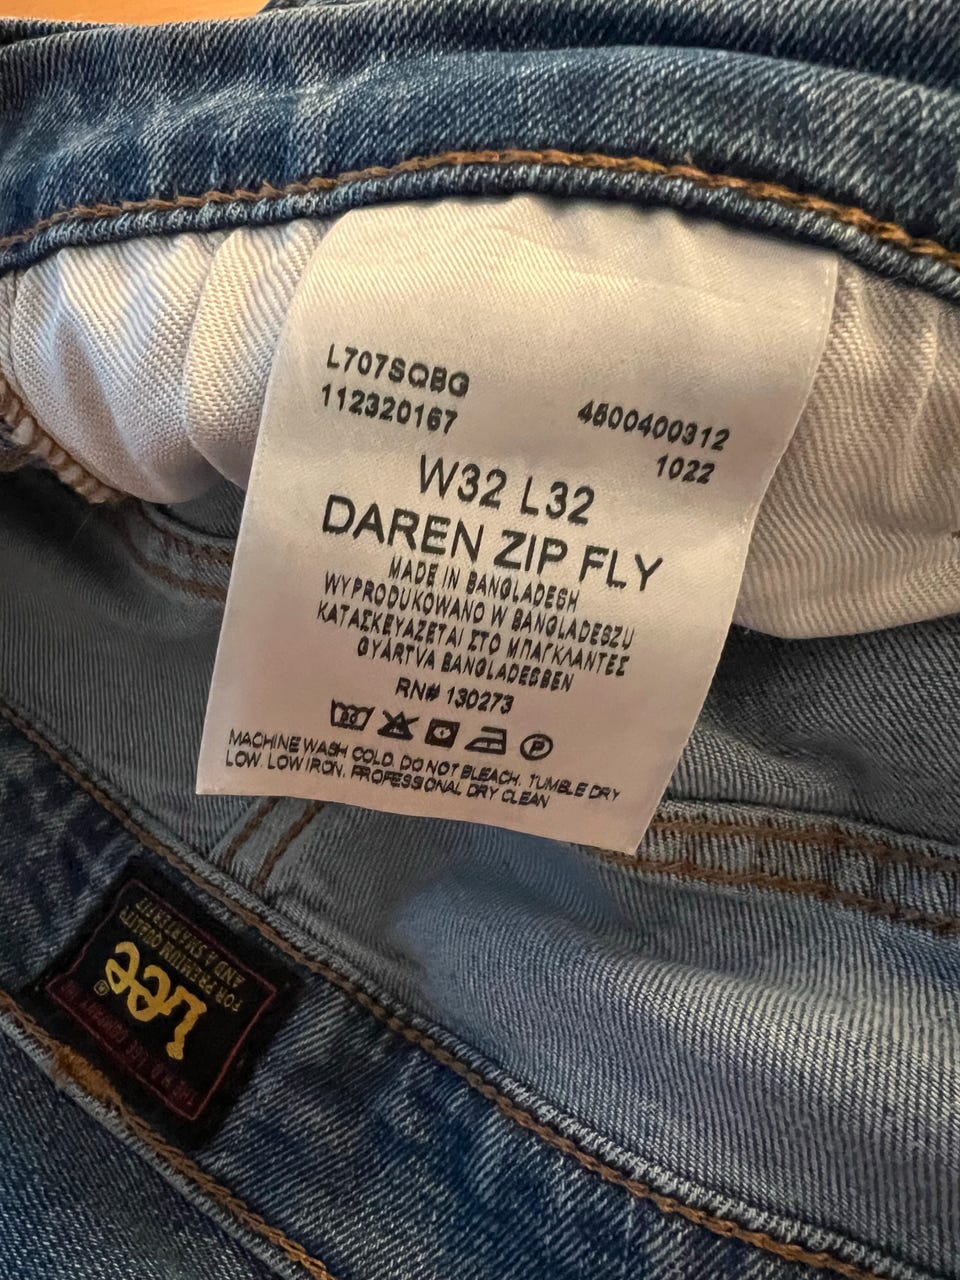 L707SQBG
112320167
4500400312
1022
W32 L32
DAREN ZIP FLY
MADE IN BANGLADESH
WYPRODUKOWANO W BANGLADESZU
ΚΑΤΑΣΚΕΥΑΖΕΤΑΙ ΣΤΟ ΜΠΑΓΚΛΑΝΤΕΣ
GYÁRTVA BANGLADESBEN
RN# 130273
P
MACHINE WASH COLD. DO NOT BLEACH. TUMBLE DRY
LOW. LOW IRON. PROFESSIONAL DRY CLEAN
FOR PREMIUM QUALITY
AND A SMARTER FIT
Lee®